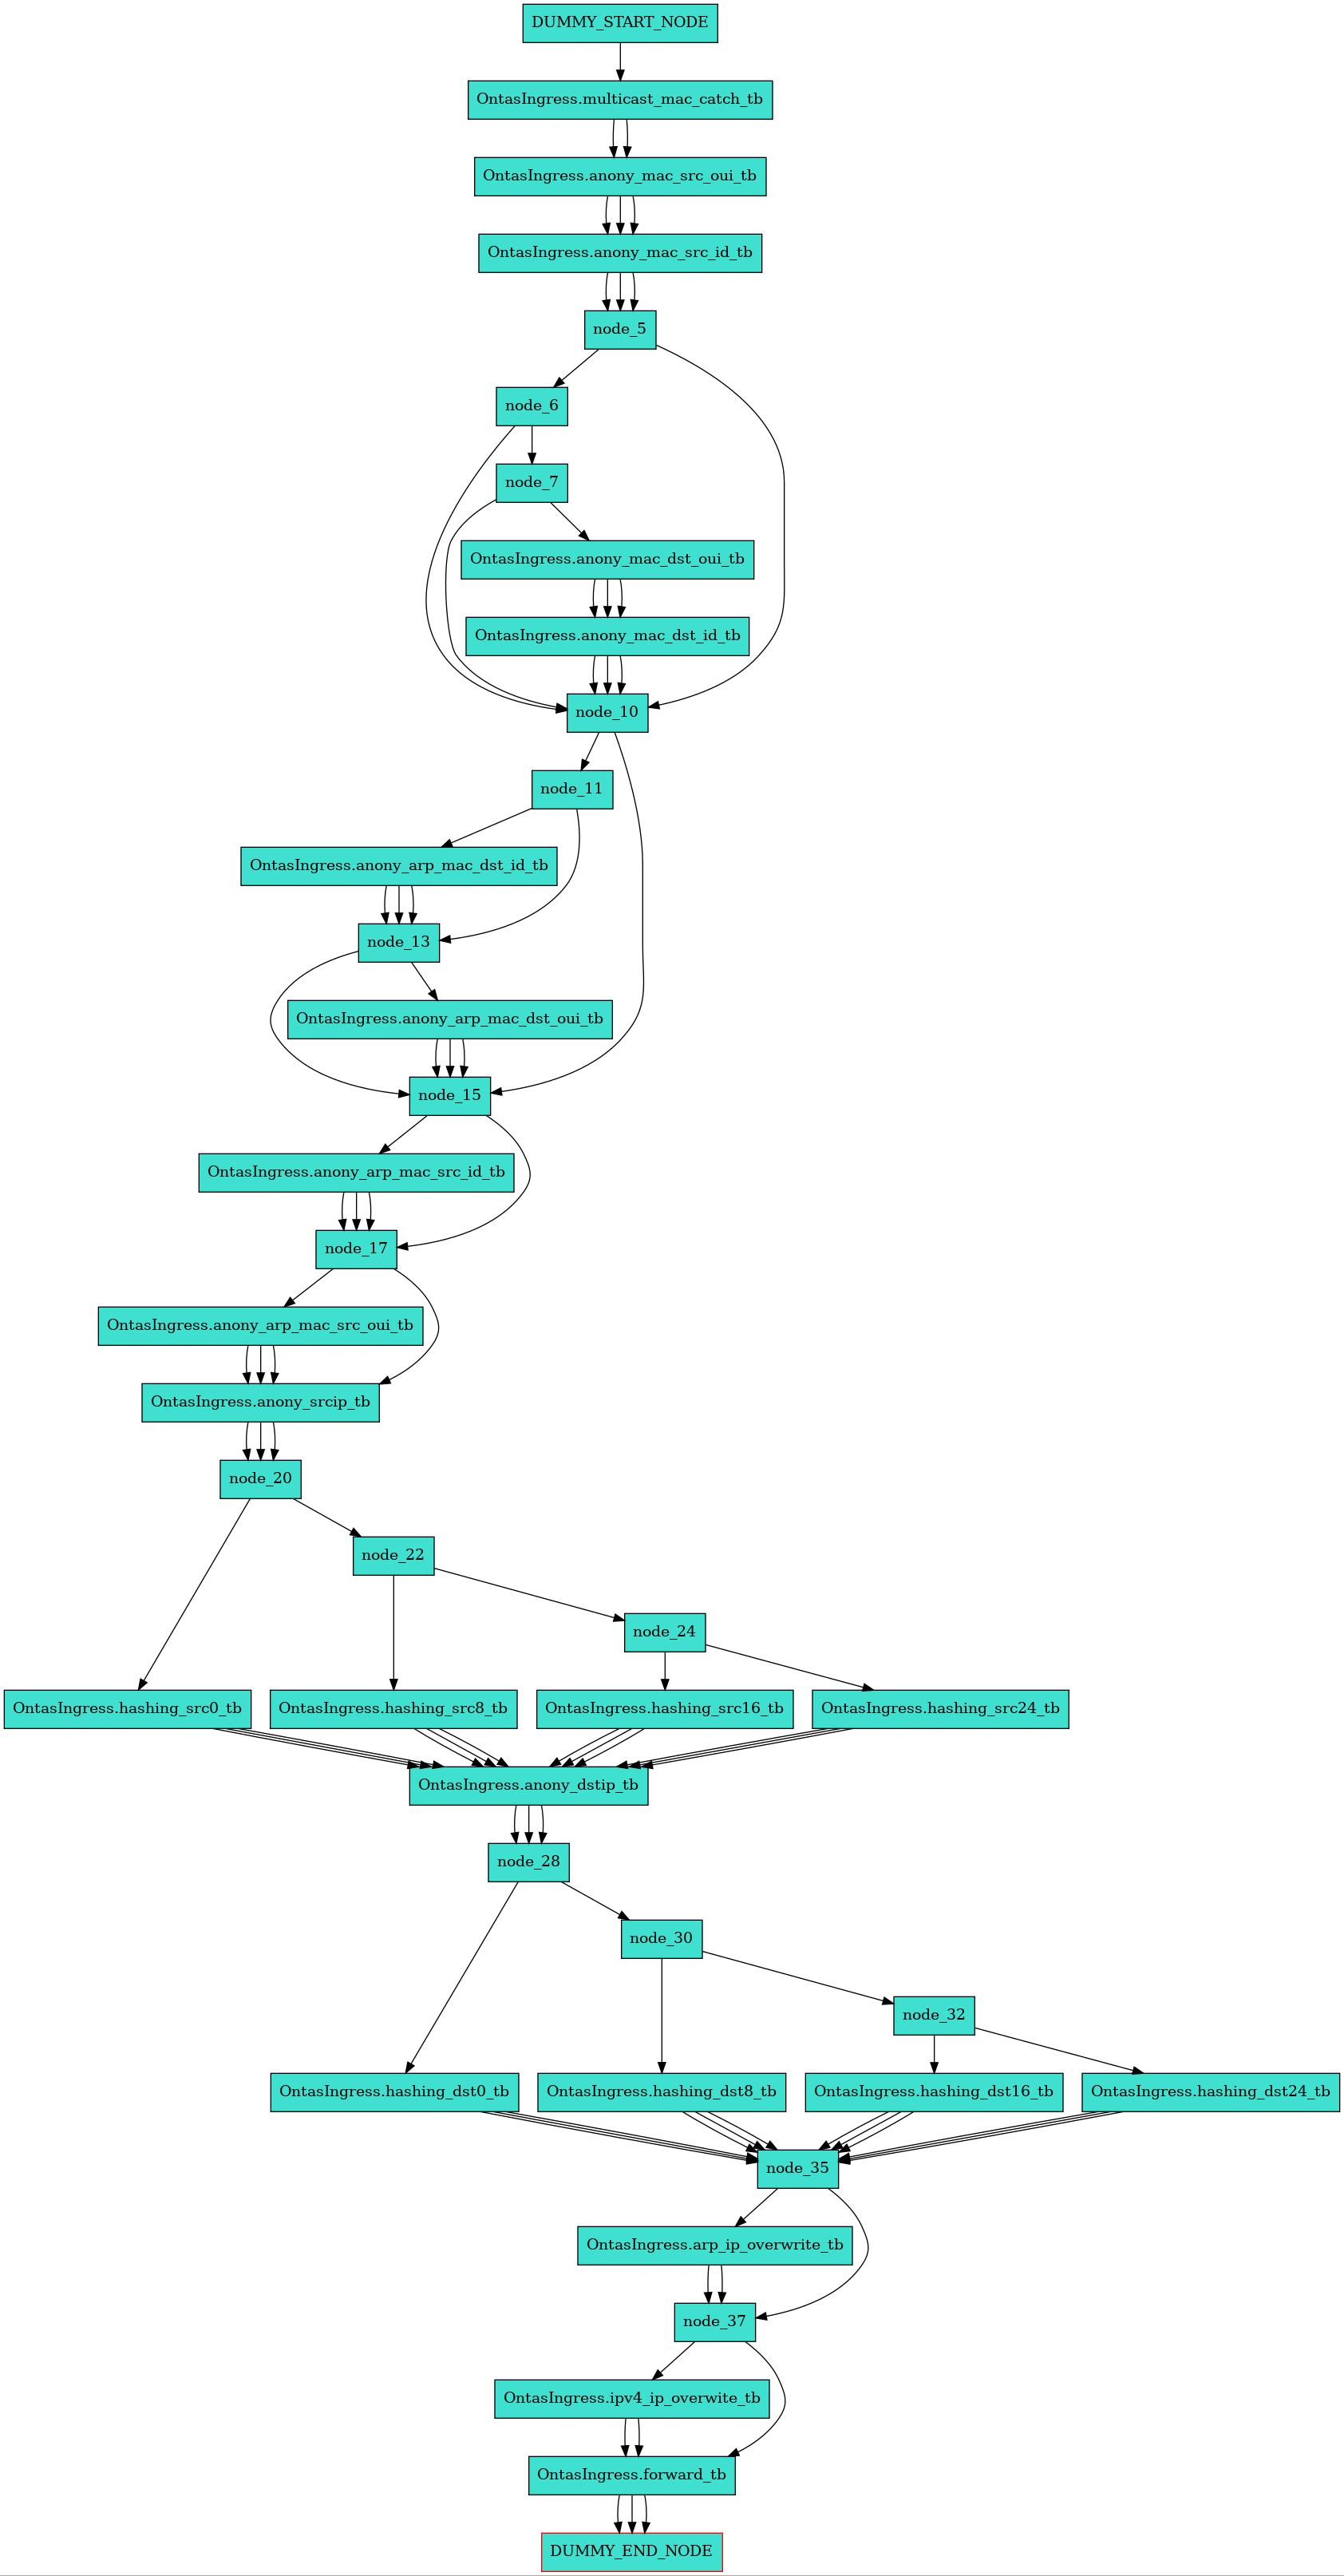 DUMMY_START_NODE
OntasIngress.multicast_mac_catch_tb
OntasIngress.anony_mac_src_oui_tb
OntasIngress.anony_mac_src_id_tb
node_5
node_6
node_7
OntasIngress.anony_mac_dst_oui_tb
OntasIngress.anony_mac_dst_id_tb
node_10
node_11
OntasIngress.anony_arp_mac_dst_id_tb
node_13
OntasIngress.anony_arp_mac_dst_oui_tb
node_15
OntasIngress.anony_arp_mac_src_id_tb
node_17
OntasIngress.anony_arp_mac_src_oui_tb
OntasIngress.anony_srcip_tb
node_20
node_22
node_24
OntasIngress.hashing_src0_tb
OntasIngress.hashing_src8_tb
OntasIngress.hashing_src16_tb
OntasIngress.hashing_src24_tb
OntasIngress.anony_dstip_tb
node_28
node_30
node_32
OntasIngress.hashing_dst0_tb
OntasIngress.hashing_dst8_tb
OntasIngress.hashing_dst16_tb
OntasIngress.hashing_dst24_tb
node_35
OntasIngress.arp_ip_overwrite_tb
node_37
OntasIngress.ipv4_ip_overwite_tb
OntasIngress.forward_tb
DUMMY_END_NODE